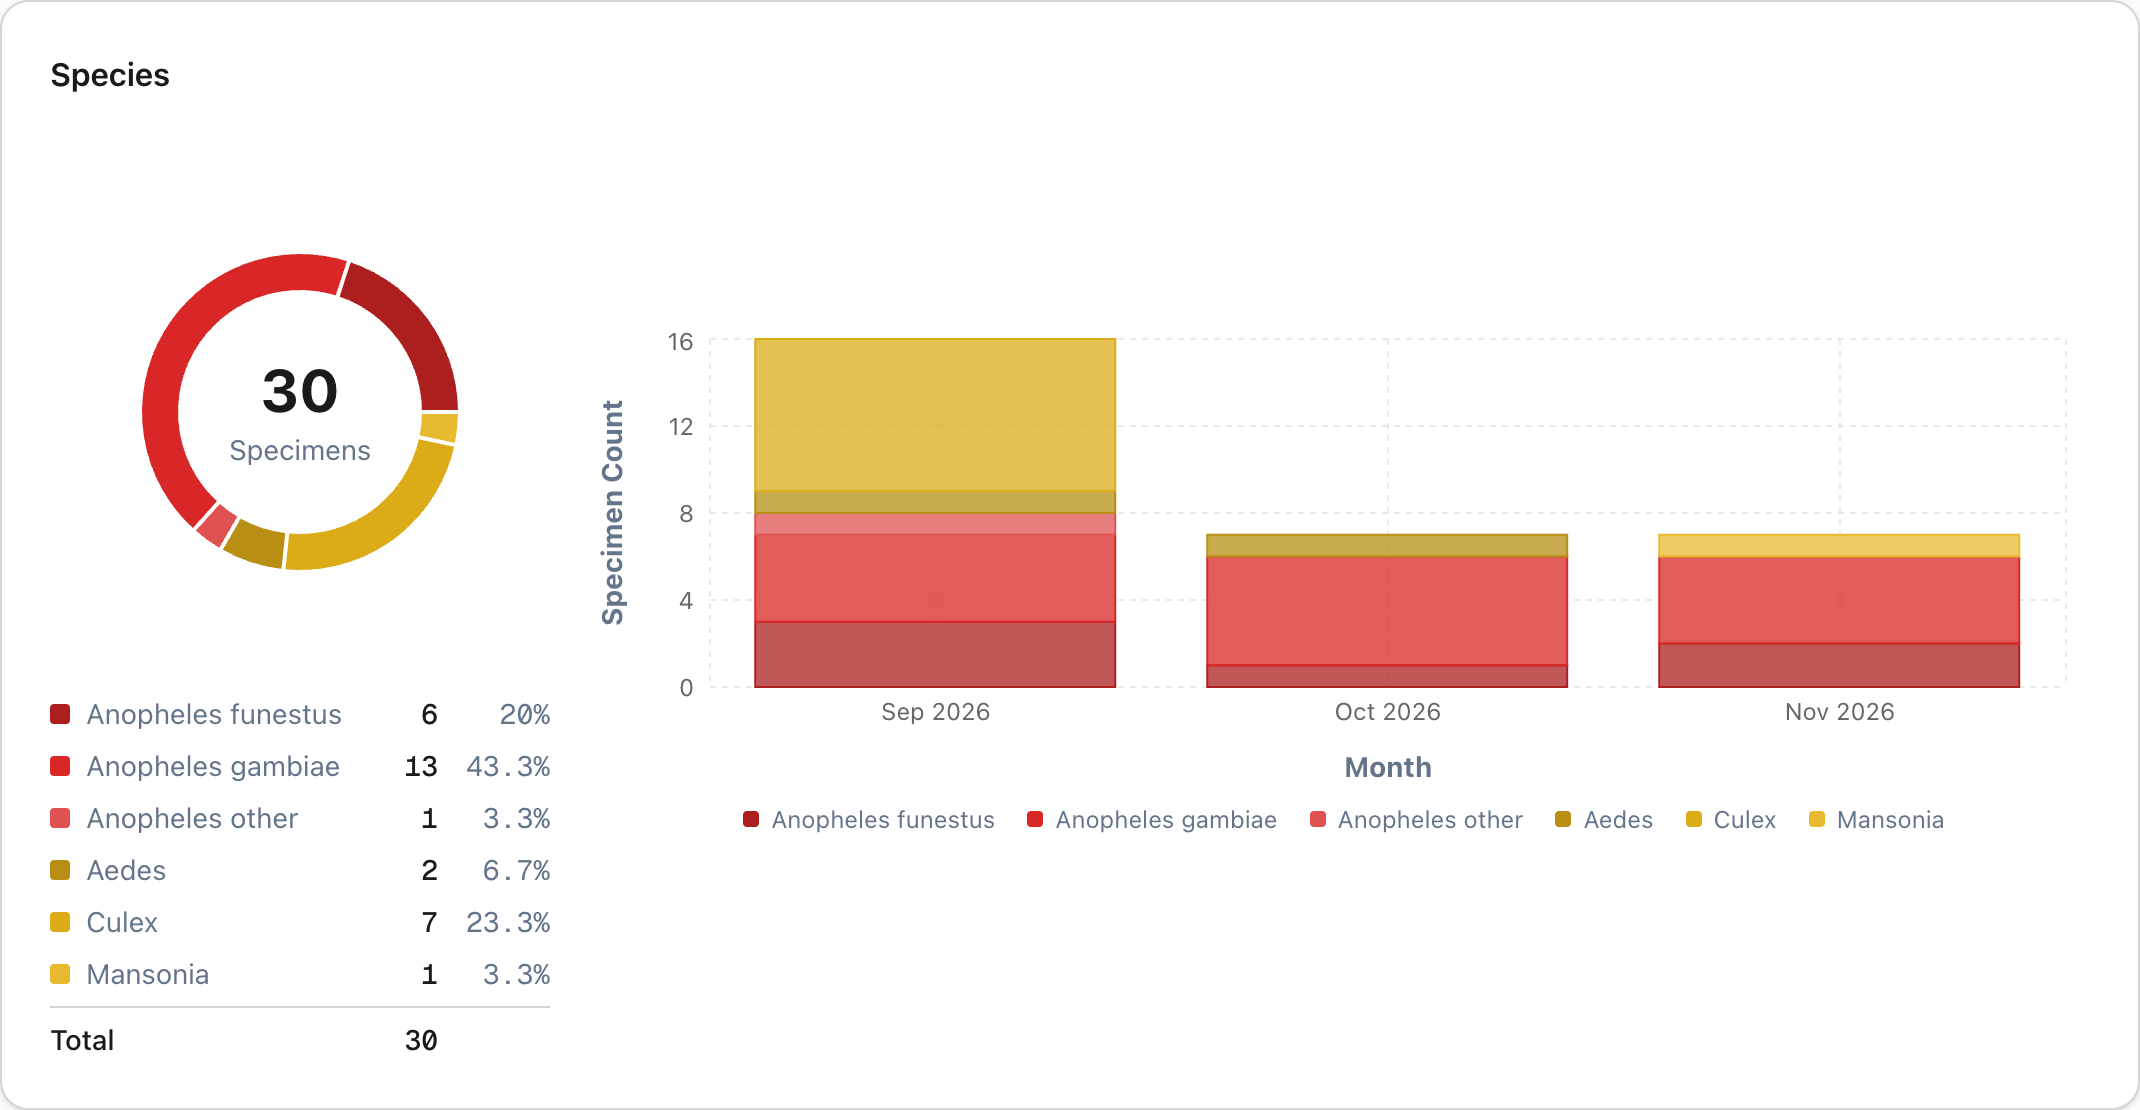 Species
30
Specimens
Anopheles funestus 6 20%
Anopheles gambiae 13 43.3%
Anopheles other 1 3.3%
Aedes 2 6.7%
Culex 7 23.3%
Mansonia 1 3.3%
Total 30
Specimen Count
16
12
8
4
0
Sep 2026 Oct 2026 Nov 2026
Month
Anopheles funestus Anopheles gambiae Anopheles other Aedes Culex Mansonia